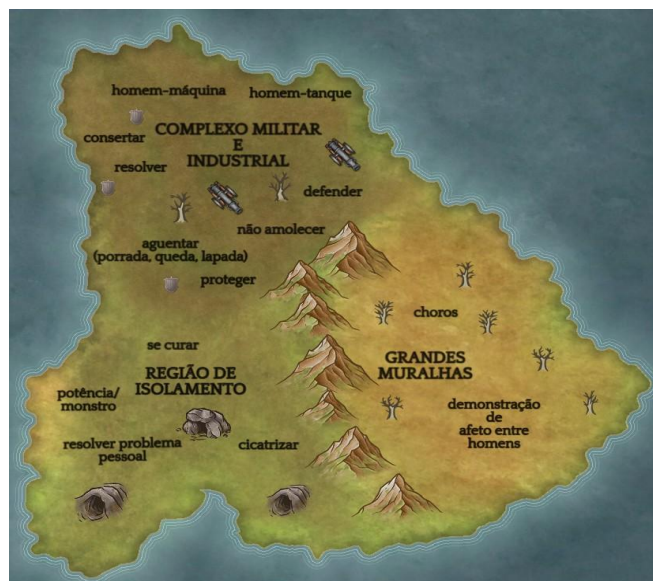 homem-máquina
homem-tanque
consertar
COMPLEXO MILITAR
E
INDUSTRIAL
resolver
defender
não amolecer
aguentar
(porrada, queda, lapada)
proteger
choros
se curar
REGIÃO DE
ISOLAMENTO
GRANDES
MURALHAS
potência/
monstro
demonstração
de
afeto entre
homens
resolver problema
pessoal
cicatrizar